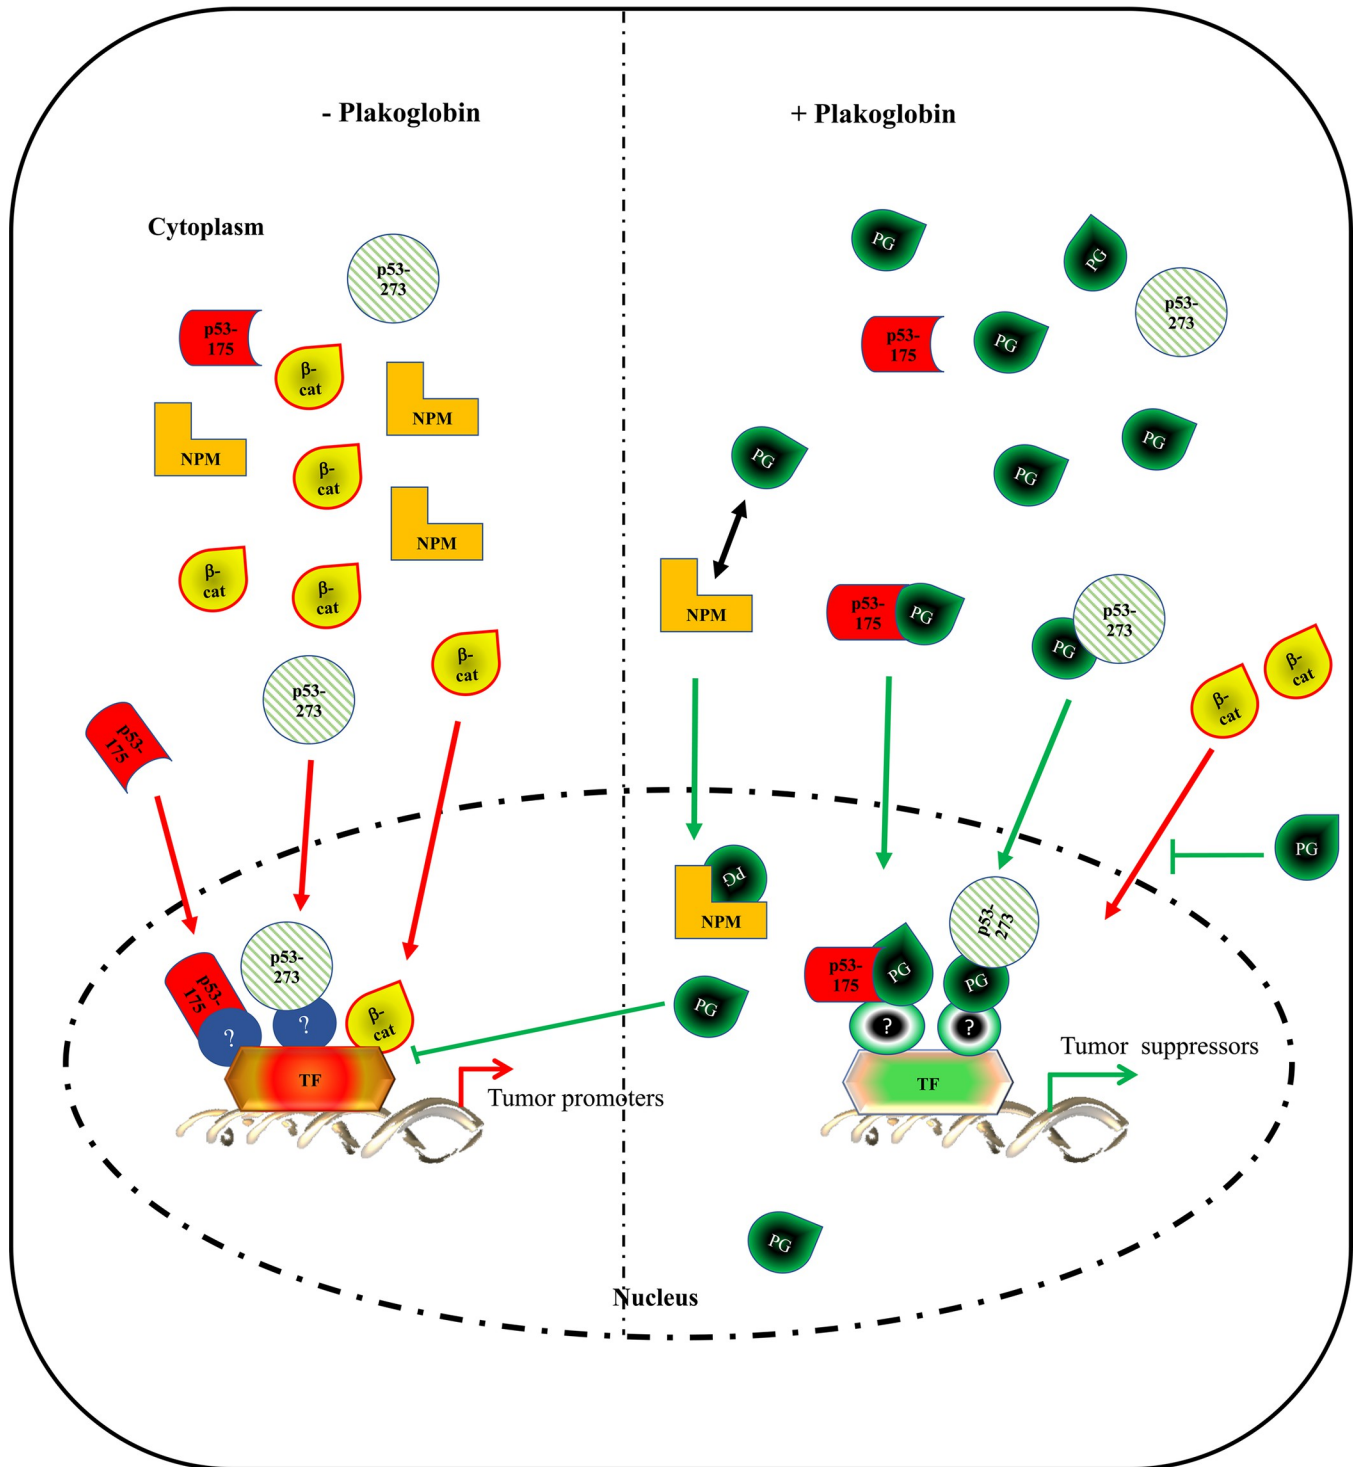 - Plakoglobin
+ Plakoglobin
Cytoplasm
p53-
273
p53-
175
β-
cat
NPM
NPM
β-
cat
NPM
β-
cat
β-
cat
β-
cat
p53-
273
p53-
175
p53-
273
p53-
175
?
?
β-
cat
TF
Tumor promoters
PG
PG
p53-
273
p53-
175
PG
PG
PG
PG
NPM
p53-
175
PG
p53-
273
PG
β-
cat
β-
cat
PG
PG
NPM
PG
p53-
175
PG
p53-
273
PG
?
?
TF
Tumor suppressors
PG
Nucleus